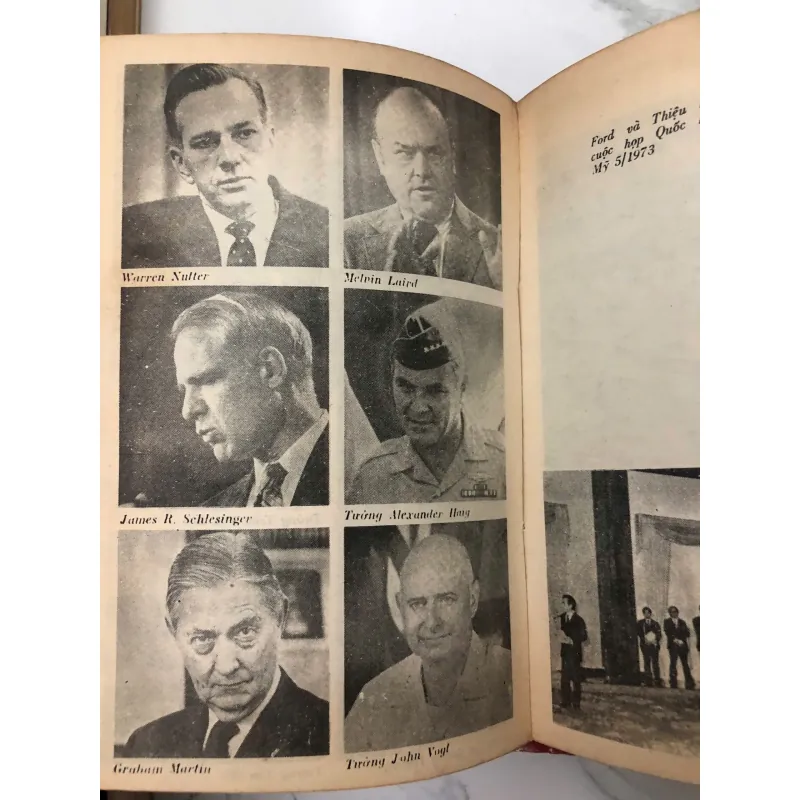 Warren Nutter
Melvin Laird
James R. Schlesinger
Tướng Alexander Haig
Graham Martin
Tướng John Vogt
Ford và Thiệu
cuộc họp Quốc
Mỹ 5/1973